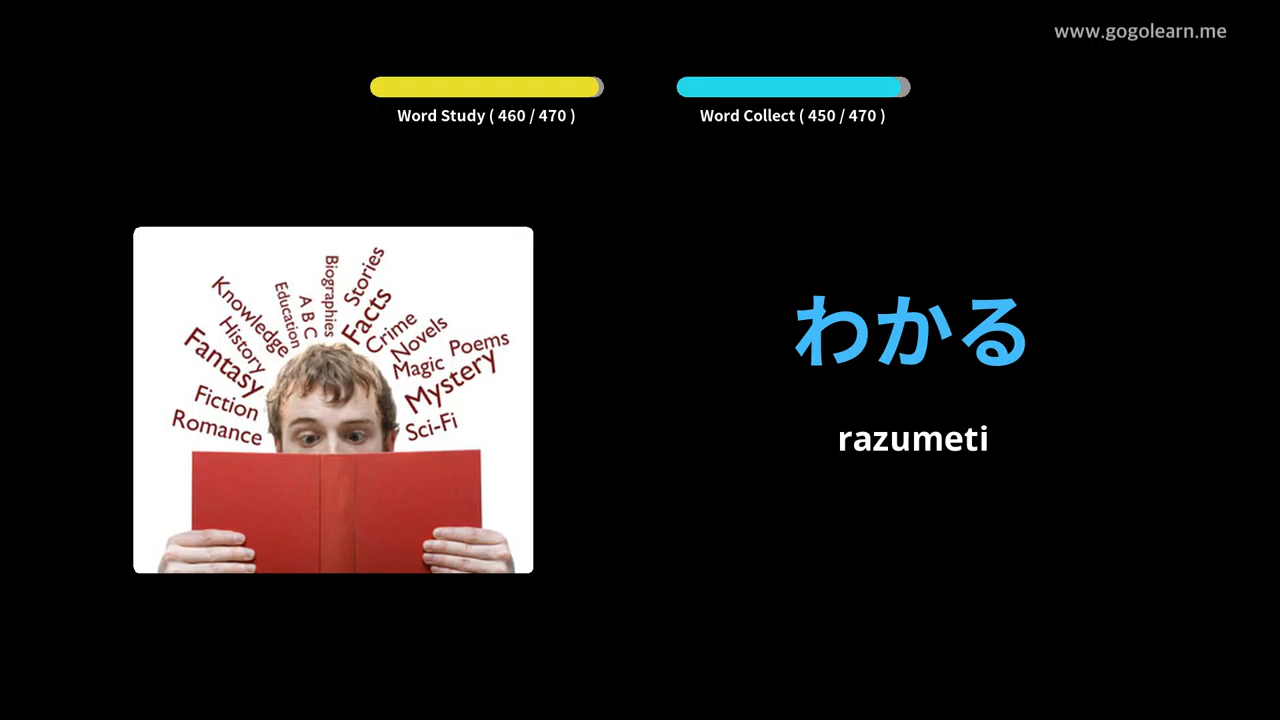 www.gogolearn.me
Word Study ( 460 / 470 )
Word Collect ( 450 / 470 )
Biographies
Stories
Education
A B C
Facts
Knowledge
History
Crime
Novels
Poems
Fantasy
Magic
Mystery
Fiction
Romance
Sci-Fi
わかる
razumeti